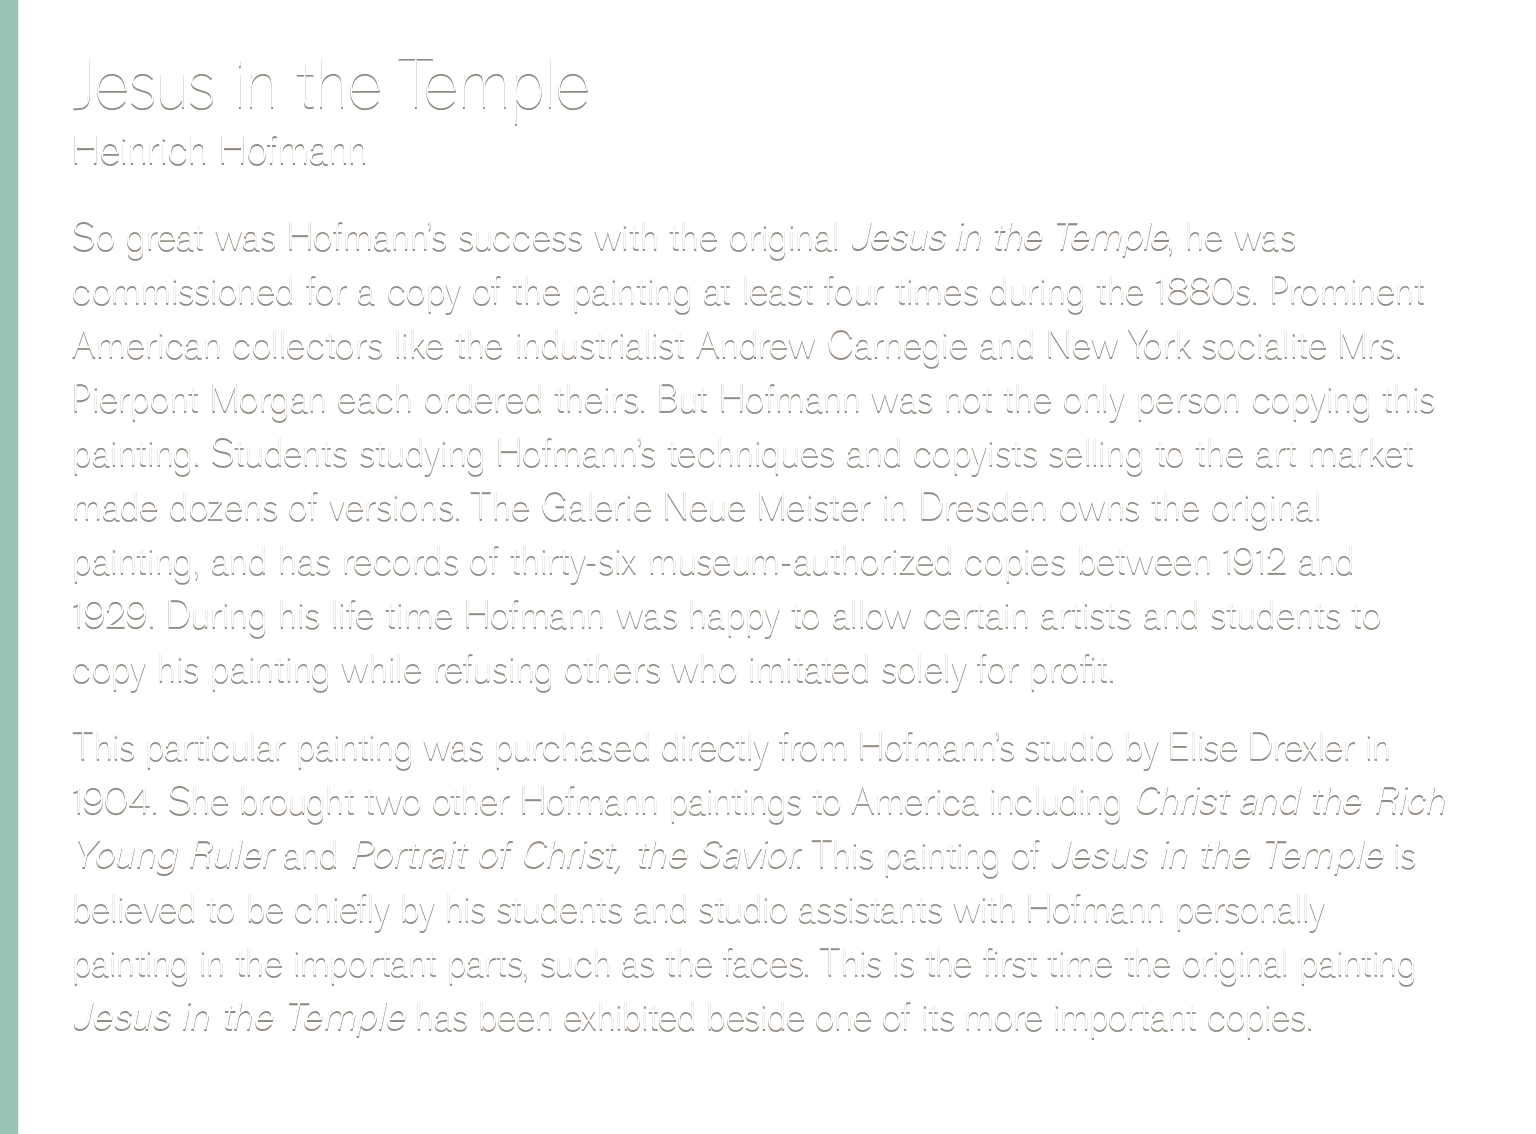 Jesus in the Temple
Heinrich Hofmann
So great was Hofmann's success with the original Jesus in the Temple, he was
commissioned for a copy of the painting at least four times during the 1880s. Prominent
American collectors like the industrialist Andrew Carnegie and New York socialite Mrs.
Pierpont Morgan each ordered theirs. But Hofmann was not the only person copying this
painting. Students studying Hofmann's techniques and copyists selling to the art market
made dozens of versions. The Galerie Neue Meister in Dresden owns the original
painting, and has records of thirty-six museum-authorized copies between 1912 and
1929. During his life time Hofmann was happy to allow certain artists and students to
copy his painting while refusing others who imitated solely for profit.
This particular painting was purchased directly from Hofmann's studio by Elise Drexler in
1904. She brought two other Hofmann paintings to America including Christ and the Rich
Young Ruler and Portrait of Christ, the Savior. This painting of Jesus in the Temple is
believed to be chiefly by his students and studio assistants with Hofmann personally
painting in the important parts, such as the faces. This is the first time the original painting
Jesus in the Temple has been exhibited beside one of its more important copies.